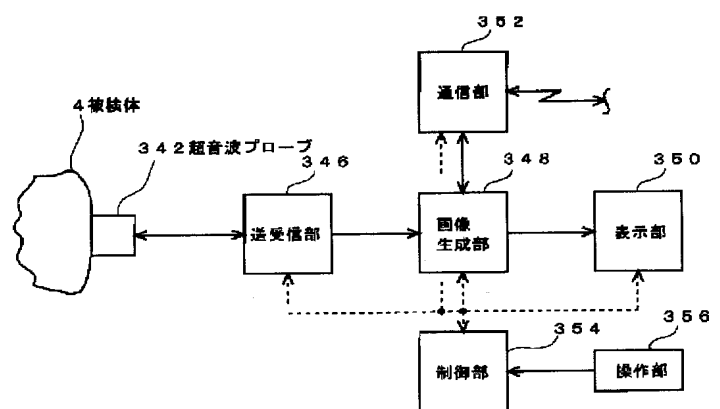 ３５２
通信部
４被検体
３４２超音波プローブ
３４６
送受信部
３４８
画像
生成部
３５０
表示部
３５４
制御部
３５６
操作部